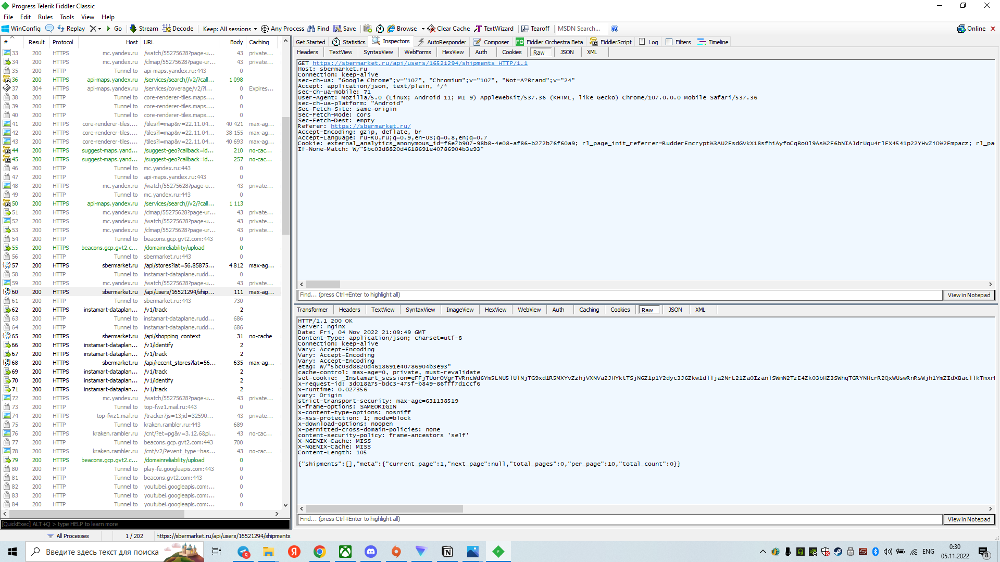 Progress Telerik Fiddler Classic
File Edit Rules Tools View Help
WinConfig Replay Go Stream Decode Keep: All sessions Any Process Find Save Browse Clear Cache TextWizard Tearoff MSDN Search... Online
# Result Protocol Host URL Body Caching
33 200 HTTPS mc.yandex.ru /watch/55275628?page-u... 43 private...
34 200 HTTPS mc.yandex.ru /clmap/55275628?page-u... 43 private...
35 200 HTTP Tunnel to api-maps.yandex.ru:443 0
36 200 HTTPS api-maps.yandex.ru /services/search//v2/?call... 1 098
37 304 HTTPS api-maps.yandex.ru /services/coverage/v2/?l... 0 Expires...
38 200 HTTP Tunnel to core-renderer-tiles.maps.... 0
39 200 HTTP Tunnel to core-renderer-tiles.maps.... 0
40 200 HTTP Tunnel to core-renderer-tiles.maps.... 0
41 200 HTTPS core-renderer-tiles.... /tiles?l=map&v=22.11.04... 40 421 max-ag...
42 200 HTTPS core-renderer-tiles.... /tiles?l=map&v=22.11.04... 38 155 max-ag...
43 200 HTTPS core-renderer-tiles.... /tiles?l=map&v=22.11.04... 40 693 max-ag...
44 200 HTTPS suggest-maps.yand... /suggest-geo?callback=id... 210 no-cac...
45 200 HTTPS suggest-maps.yand... /suggest-geo?callback=id... 257 no-cac...
46 200 HTTP Tunnel to mc.yandex.ru:443 0
47 200 HTTP Tunnel to api-maps.yandex.ru:443 0
48 200 HTTPS mc.yandex.ru /watch/55275628?page-u... 43 private...
49 200 HTTP Tunnel to mc.yandex.ru:443 0
50 200 HTTPS api-maps.yandex.ru /services/search//v2/?call... 1 113
51 200 HTTPS mc.yandex.ru /clmap/55275628?page-ur... 43 private...
52 200 HTTPS mc.yandex.ru /watch/55275628?page-u... 43 private...
53 200 HTTPS mc.yandex.ru /clmap/55275628?page-ur... 43 private...
54 200 HTTP Tunnel to beacons.gcp.gvt2.com:443 0
55 200 HTTPS beacons.gcp.gvt2.c... /domainreliability/upload 0
56 200 HTTP Tunnel to sbermarket.ru:443 0
57 200 HTTPS sbermarket.ru /api/stores?lat=56.85875... 4 812 max-ag...
58 200 HTTP Tunnel to instamart-dataplane.rudd... 0
59 200 HTTPS mc.yandex.ru /watch/55275628?page-u... 43 private...
60 200 HTTPS sbermarket.ru /api/users/16521294/ship... 111 max-ag...
61 200 HTTP Tunnel to sbermarket.ru:443 730
62 200 HTTPS instamart-dataplan... /v1/track 2
63 200 HTTP Tunnel to instamart-dataplane.rudd... 686
64 200 HTTP Tunnel to instamart-dataplane.rudd... 686
65 200 HTTPS sbermarket.ru /api/shopping_context 31 no-cache
66 200 HTTPS instamart-dataplan... /v1/identify 2
67 200 HTTPS instamart-dataplan... /v1/track 2
68 200 HTTPS sbermarket.ru /api/recent_stores?lat=56... 635 max-ag...
69 200 HTTPS instamart-dataplan... /v1/track 2
70 200 HTTPS instamart-dataplan... /v1/identify 2
71 200 HTTPS instamart-dataplan... /v1/track 2
72 200 HTTPS mc.yandex.ru /watch/55275628?page-u... 43 private...
73 200 HTTP Tunnel to top-fwz1.mail.ru:443 0
74 200 HTTPS top-fwz1.mail.ru /tracker?js=13;id=32590... 43 private...
75 200 HTTP Tunnel to kraken.rambler.ru:443 689
76 200 HTTPS kraken.rambler.ru /cnt/?et=pg&v=3.12.6&pi... 43 no-cac...
77 200 HTTP Tunnel to beacons.gcp.gvt2.com:443 700
78 200 HTTPS kraken.rambler.ru /cnt/v2/?event_type=bas... 43 no-cac...
79 200 HTTPS beacons.gcp.gvt2.c... /domainreliability/upload 0
80 200 HTTP Tunnel to play-fe.googleapis.com:443 0
81 200 HTTP Tunnel to beacons.gvt2.com:443 0
82 200 HTTP Tunnel to youtubei.googleapis.com:... 0
83 200 HTTP Tunnel to youtubei.googleapis.com:... 0
84 200 HTTP Tunnel to youtubei.googleapis.com:... 0
[QuickExec] ALT+Q > type HELP to learn more
Get Started Statistics Inspectors AutoResponder Composer FO Fiddler Orchestra Beta FiddlerScript Log Filters Timeline
Headers TextView SyntaxView WebForms HexView Auth Cookies Raw JSON XML
GET https://sbermarket.ru/api/users/16521294/shipments HTTP/1.1
Host: sbermarket.ru
Connection: keep-alive
sec-ch-ua: "Google Chrome";v="107", "Chromium";v="107", "Not=A?Brand";v="24"
Accept: application/json, text/plain, */*
sec-ch-ua-mobile: ?1
User-Agent: Mozilla/5.0 (Linux; Android 11; MI 9) AppleWebKit/537.36 (KHTML, like Gecko) Chrome/107.0.0.0 Mobile Safari/537.36
sec-ch-ua-platform: "Android"
Sec-Fetch-Site: same-origin
Sec-Fetch-Mode: cors
Sec-Fetch-Dest: empty
Referer: https://sbermarket.ru/
Accept-Encoding: gzip, deflate, br
Accept-Language: ru-RU,ru;q=0.9,en-US;q=0.8,en;q=0.7
Cookie: external_analytics_anonymous_id=f6e7b907-98b8-4e08-af86-b272b76f60a9; rl_page_init_referrer=RudderEncrypt%3AU2FsdGVkX18sfhiAyfoCqBoOl9As%2F6bNIAJdrUqu4rlFX4541p22YHvZiO%2Fmpacz; rl_pa
If-None-Match: W/"5bc03d8820d4618691e40786904b3e93"
Find... (press Ctrl+Enter to highlight all) View in Notepad
Transformer Headers TextView SyntaxView ImageView HexView WebView Auth Caching Cookies Raw JSON XML
HTTP/1.1 200 OK
Server: nginx
Date: Fri, 04 Nov 2022 21:09:49 GMT
Content-Type: application/json; charset=utf-8
Connection: keep-alive
Vary: Accept-Encoding
Vary: Accept-Encoding
Vary: Accept-Encoding
etag: W/"5bc03d8820d4618691e40786904b3e93"
cache-control: max-age=0, private, must-revalidate
set-cookie:
x-request-id: 3d018a75-bdc3-475f-b849-86fff7d1ccf6
x-runtime: 0.027356
vary: Origin
strict-transport-security: max-age=631138519
x-frame-options: SAMEORIGIN
x-content-type-options: nosniff
x-xss-protection: 1; mode=block
x-download-options: noopen
x-permitted-cross-domain-policies: none
content-security-policy: frame-ancestors 'self'
X-NGENIX-Cache: MISS
X-NGENIX-Cache: MISS
Content-Length: 105
{"shipments":[],"meta":{"current_page":1,"next_page":null,"total_pages":0,"per_page":10,"total_count":0}}
Find... (press Ctrl+Enter to highlight all) View in Notepad
All Processes 1 / 202 https://sbermarket.ru/api/users/16521294/shipments
Введите здесь текст для поиска 9 ENG 0:30
05.11.2022 8